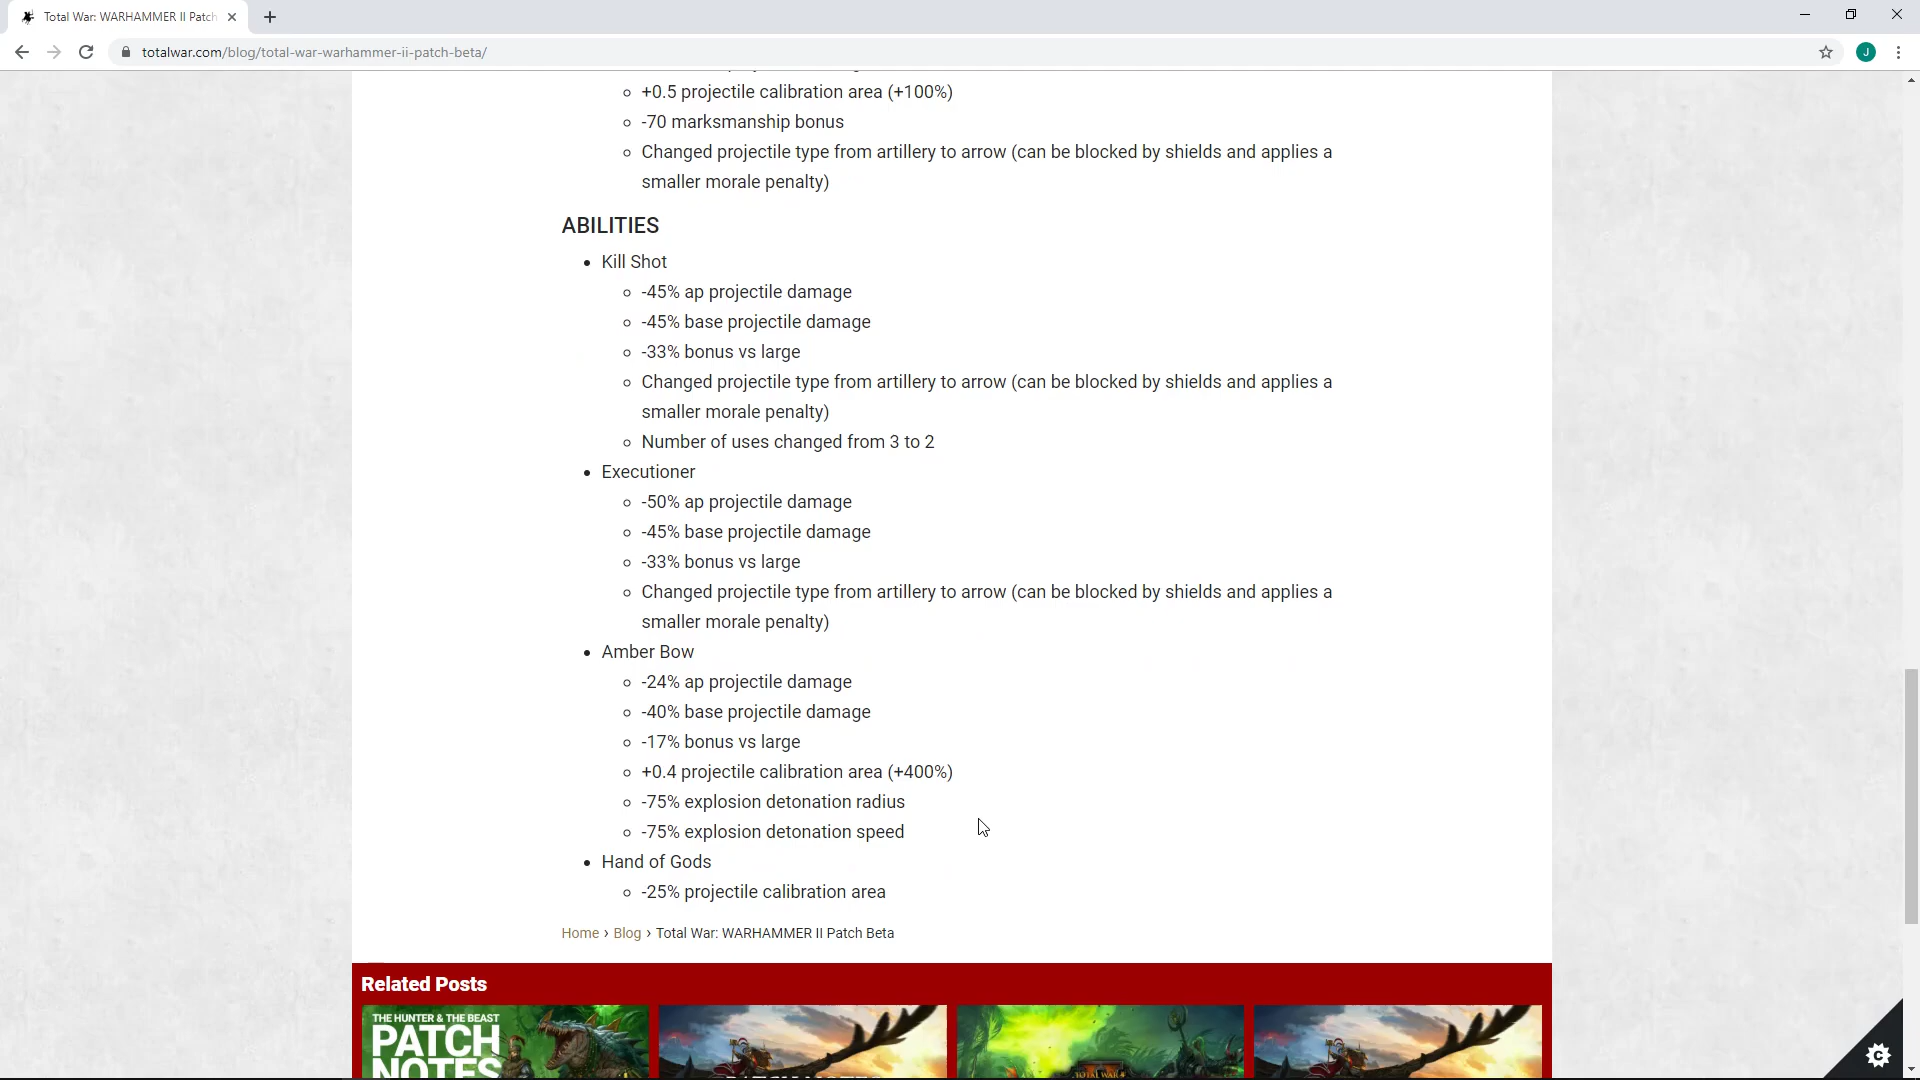 Total War: WARHAMMER II Patch
totalwar.com/blog/total-war-warhammer-ii-patch-beta/
J
+0.5 projectile calibration area (+100%)
-70 marksmanship bonus
Changed projectile type from artillery to arrow (can be blocked by shields and applies a
smaller morale penalty)
ABILITIES
Kill Shot
-45% ap projectile damage
-45% base projectile damage
-33% bonus vs large
Changed projectile type from artillery to arrow (can be blocked by shields and applies a
smaller morale penalty)
Number of uses changed from 3 to 2
Executioner
-50% ap projectile damage
-45% base projectile damage
-33% bonus vs large
Changed projectile type from artillery to arrow (can be blocked by shields and applies a
smaller morale penalty)
Amber Bow
-24% ap projectile damage
-40% base projectile damage
-17% bonus vs large
+0.4 projectile calibration area (+400%)
-75% explosion detonation radius
-75% explosion detonation speed
Hand of Gods
-25% projectile calibration area
Home › Blog › Total War: WARHAMMER II Patch Beta
Related Posts
THE HUNTER & THE BEAST
PATCH
NOTES
TOTAL WAR